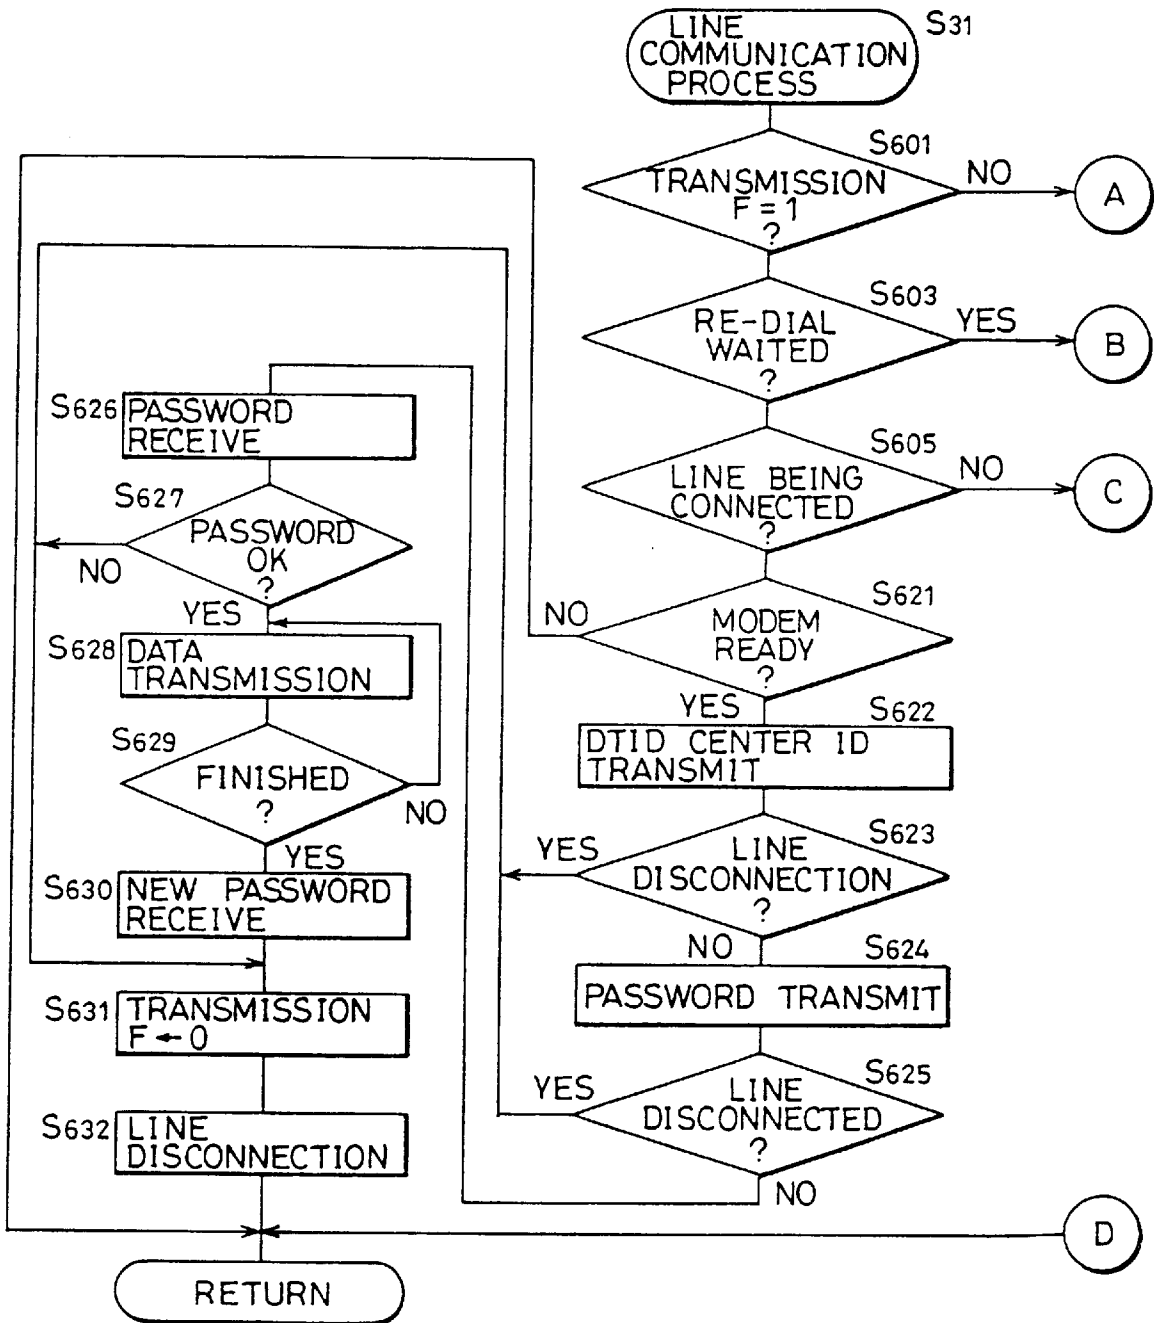 LINE
COMMUNICATION
PROCESS
S31
S601
TRANSMISSION
F=1
?
NO
A
S603
RE-DIAL
WAITED
?
YES
B
S605
LINE BEING
CONNECTED
?
NO
C
S621
MODEM
READY
?
NO
YES
S622
DTID CENTER ID
TRANSMIT
S623
LINE
DISCONNECTION
?
YES
NO
S624
PASSWORD TRANSMIT
S625
LINE
DISCONNECTED
?
YES
NO
S626
PASSWORD
RECEIVE
S627
PASSWORD
OK
?
NO
YES
S628
DATA
TRANSMISSION
S629
FINISHED
?
NO
YES
S630
NEW PASSWORD
RECEIVE
S631
TRANSMISSION
F←0
S632
LINE
DISCONNECTION
D
RETURN